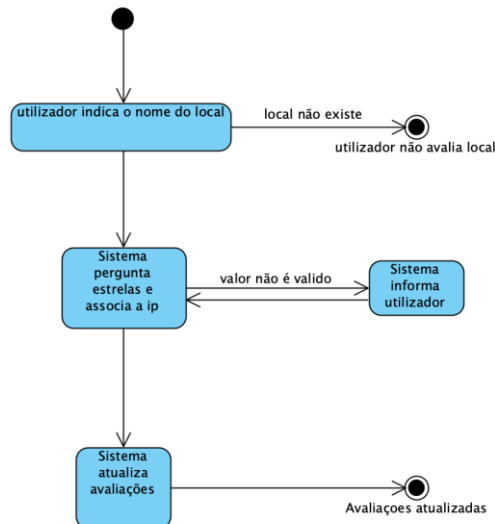 utilizador indica o nome do local
local não existe
utilizador não avalia local
Sistema
pergunta
estrelas e
associa a ip
valor não é valido
Sistema
informa
utilizador
Sistema
atualiza
avaliações
Avaliaçoes atualizadas